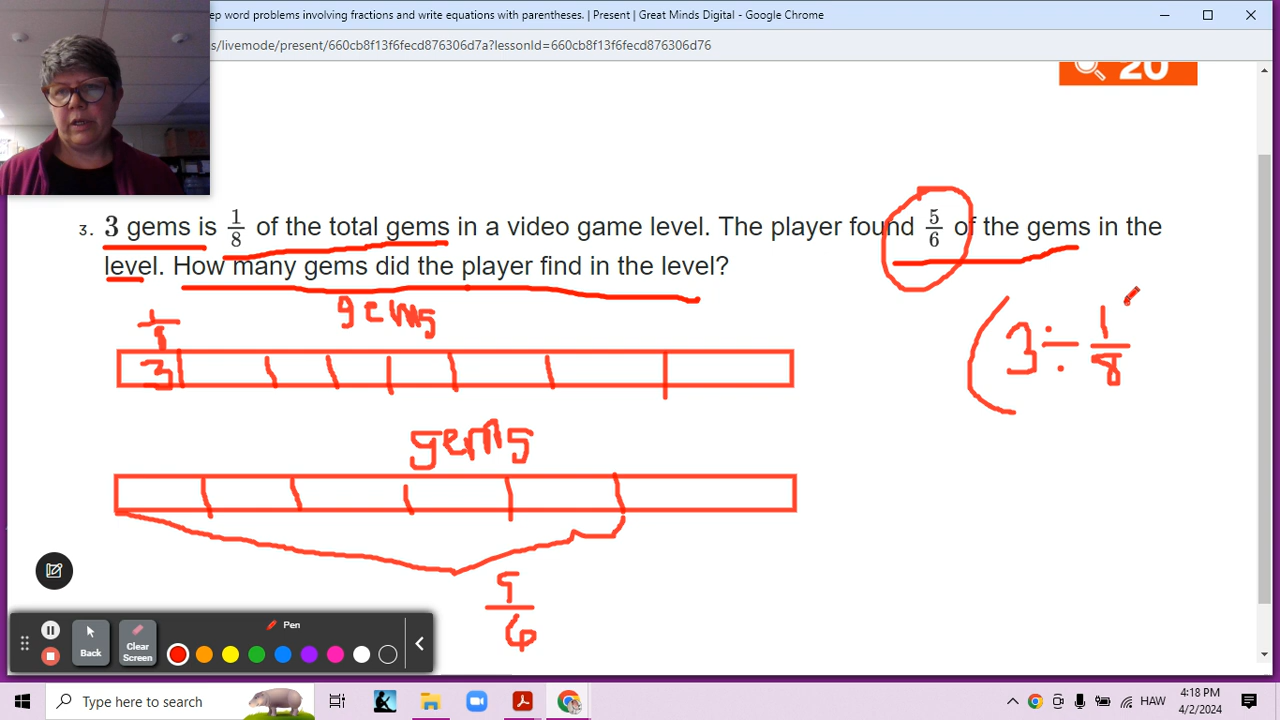 ep word problems involving fractions and write equations with parentheses. | Present | Great Minds Digital - Google Chrome
s/livemode/present/660cb8f13f6fecd876306d7a?lessonId=660cb8f13f6fecd876306d76
20
3. 3 gems is 1/8 of the total gems in a video game level. The player found 5/6 of the gems in the
level. How many gems did the player find in the level?
gems
1/8
3
(3 ÷ 1/8
gems
5/6
Pen
Back
Clear
Screen
Type here to search
HAW
4:18 PM
4/2/2024